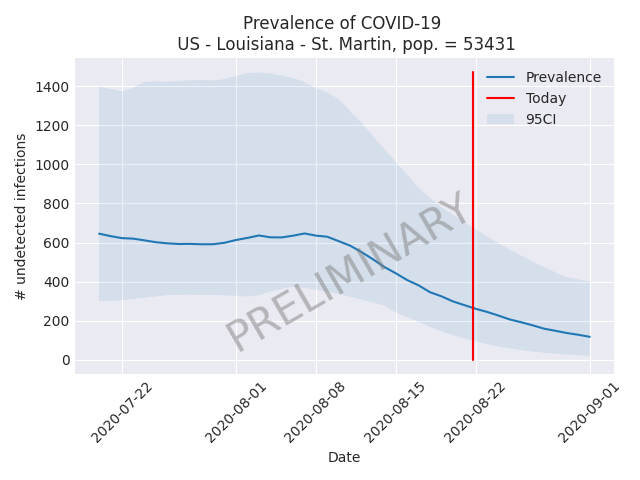 Prevalence of COVID-19
US - Louisiana - St. Martin, pop. = 53431
# undetected infections
1400
1200
1000
800
600
400
200
0
Prevalence
Today
95CI
PRELIMINARY
2020-07-22
2020-08-01
2020-08-08
2020-08-15
2020-08-22
2020-09-01
Date